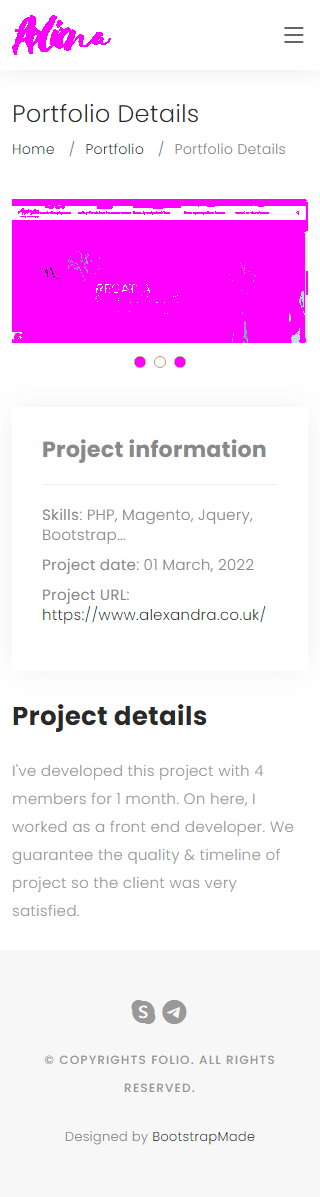 Aliona
Portfolio Details
Home / Portfolio / Portfolio Details
Project information
Skills: PHP, Magento, Jquery,
Bootstrap...
Project date: 01 March, 2022
Project URL:
https://www.alexandra.co.uk/
Project details
I've developed this project with 4
members for 1 month. On here, I
worked as a front end developer. We
guarantee the quality & timeline of
project so the client was very
satisfied.
© COPYRIGHTS FOLIO. ALL RIGHTS
RESERVED.
Designed by BootstrapMade